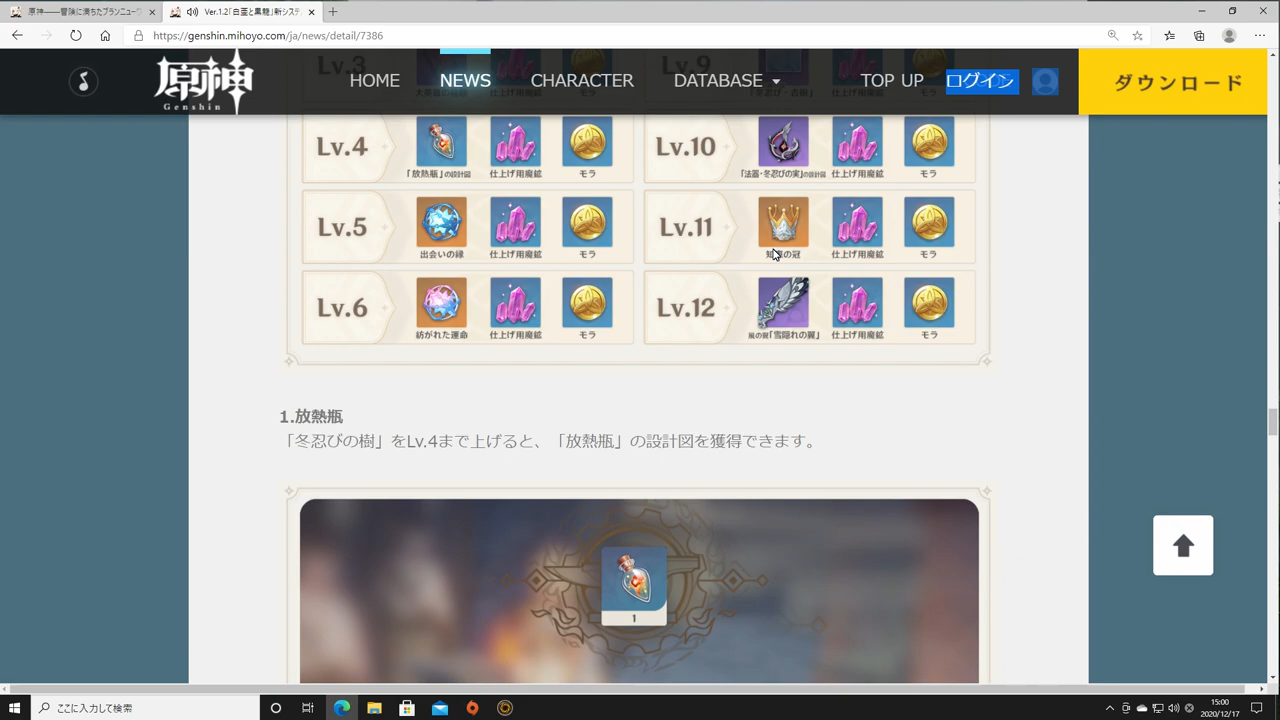 原神――冒険に満ちたブランニューワ
Ver.1.2「白亜と黒龍」新システ
https://genshin.mihoyo.com/ja/news/detail/7386
原神
Genshin
HOME NEWS CHARACTER DATABASE TOP UP ログイン ダウンロード
Lv.3
Lv.9
Lv.4
「放熱瓶」の設計図 仕上げ用魔鉱 モラ
Lv.10
「法器・冬忍びの実」の設計図 仕上げ用魔鉱 モラ
Lv.5
出会いの縁 仕上げ用魔鉱 モラ
Lv.11
の冠 仕上げ用魔鉱 モラ
Lv.6
紡がれた運命 仕上げ用魔鉱 モラ
Lv.12
風の翼「雪隠れの翼」 仕上げ用魔鉱 モラ
1.放熱瓶
「冬忍びの樹」をLv.4まで上げると、「放熱瓶」の設計図を獲得できます。
1
ここに入力して検索
15:00
2020/12/17